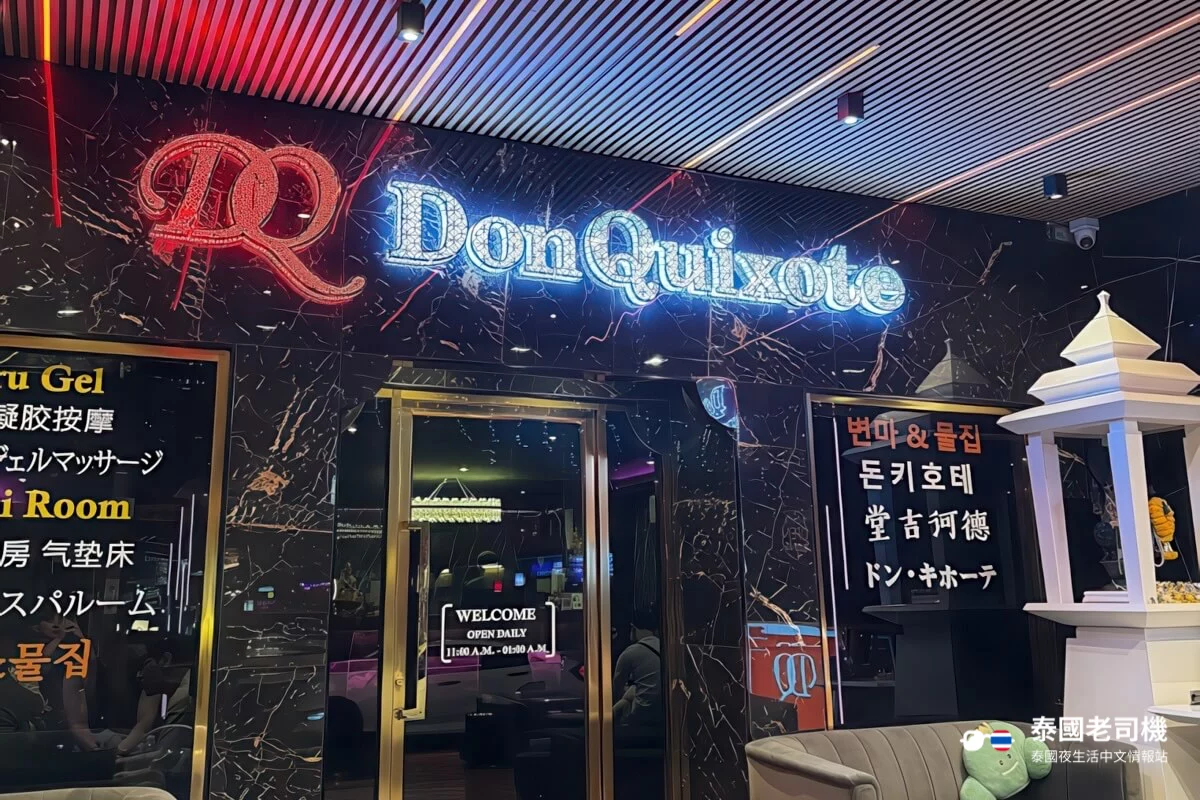 DQ
DonQuixote
ru Gel
凝胶按摩
ジェルマッサージ
i Room
房 气垫床
スパルーム
물집
WELCOME
OPEN DAILY
11:00 A.M. - 01:00 A.M.
변마 & 물집
돈키호테
堂吉河德
ドン・キホーテ
DQ
泰國老司機
泰國夜生活中文情報站